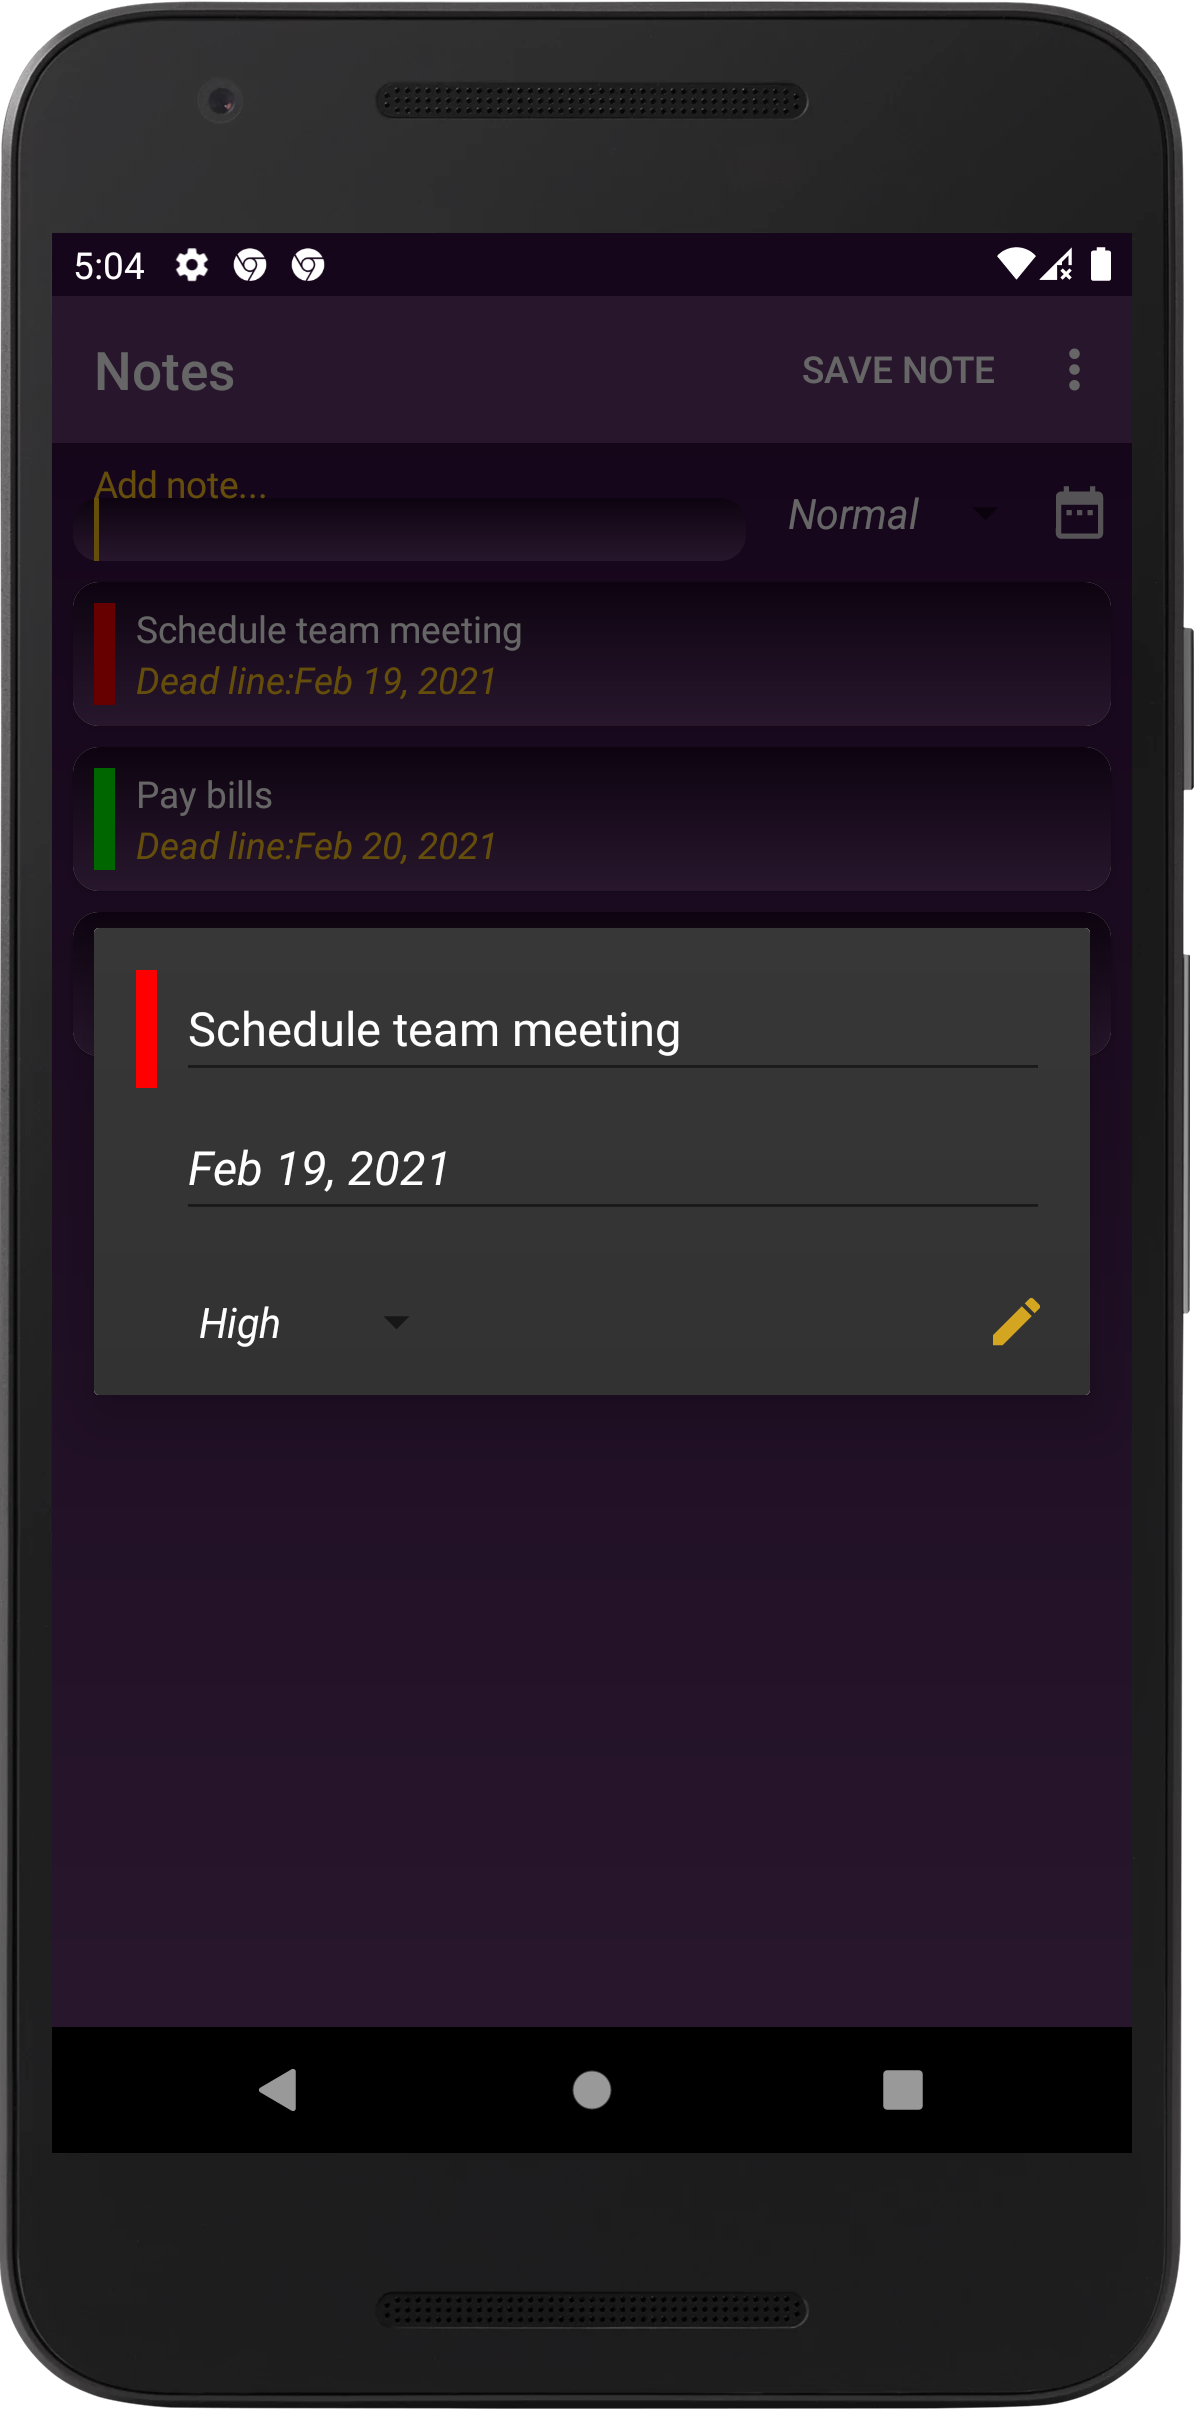 5:04
Notes
SAVE NOTE
Add note...
Normal
Schedule team meeting
Dead line:Feb 19, 2021
Pay bills
Dead line:Feb 20, 2021
Schedule team meeting
Feb 19, 2021
High